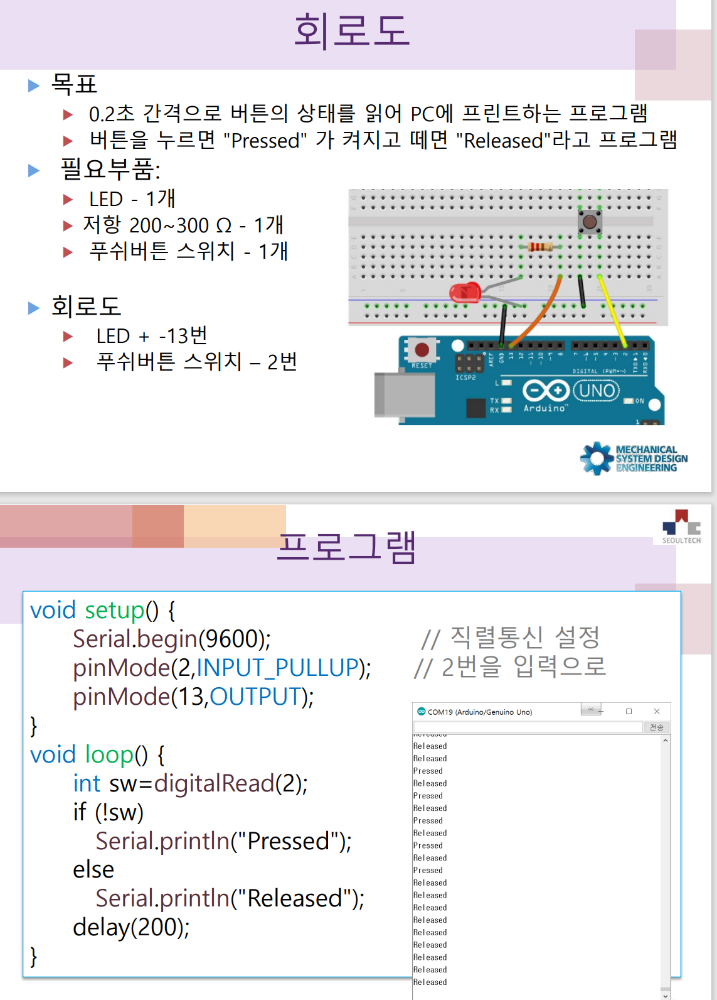 회로도
목표
0.2초 간격으로 버튼의 상태를 읽어 PC에 프린트하는 프로그램
버튼을 누르면 "Pressed" 가 켜지고 떼면 "Released"라고 프로그램
필요부품:
LED - 1개
저항 200~300 Ω - 1개
푸쉬버튼 스위치 - 1개
회로도
LED + -13번
푸쉬버튼 스위치 – 2번
RESET
ICSP2
AREF
GND
13
12
~11
~10
~9
8
7
~6
~5
4
~3
2
TXD▶1
RXD◀0
DIGITAL (PWM=~)
L
TX
RX
Arduino™
UNO
ON
1
MECHANICAL
SYSTEM DESIGN
ENGINEERING
SEOULTECH
프로그램
void setup() {
Serial.begin(9600); // 직렬통신 설정
pinMode(2,INPUT_PULLUP); // 2번을 입력으로
pinMode(13,OUTPUT);
}
void loop() {
int sw=digitalRead(2);
if (!sw)
Serial.println("Pressed");
else
Serial.println("Released");
delay(200);
}
COM19 (Arduino/Genuino Uno)
전송
Released
Released
Released
Pressed
Released
Pressed
Released
Pressed
Released
Pressed
Released
Pressed
Released
Released
Released
Released
Released
Released
Released
Released
Released